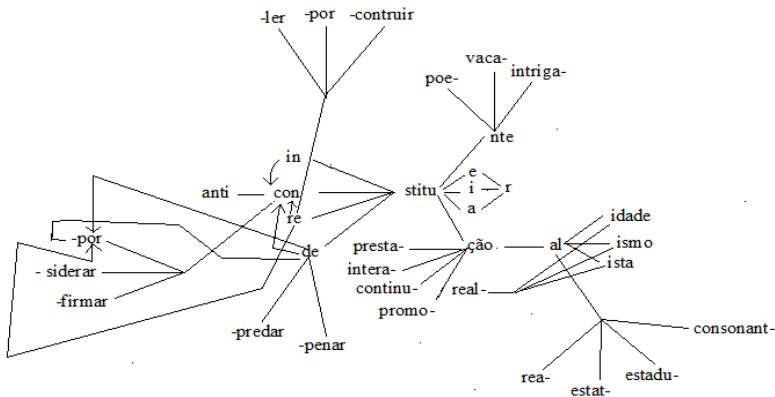 -ler
-por
-contruir
vaca-
poe-
intriga-
nte
in
anti
con
stitu
e
i
a
r
re
-por
de
- siderar
-firmar
presta-
ção
al
idade
ismo
ista
intera-
continu-
real-
promo-
-predar
-penar
consonant-
rea-
estat-
estadu-